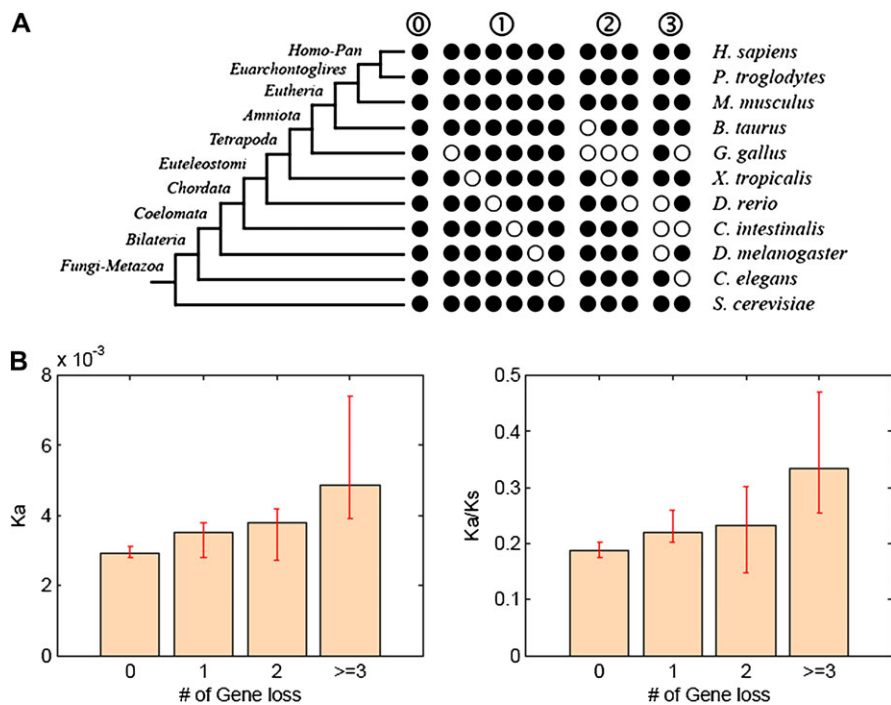 A
0 1 2 3
Homo-Pan
Euarchontoglires
Eutheria
Amniota
Tetrapoda
Euteleostomi
Chordata
Coelomata
Bilateria
Fungi-Metazoa
H. sapiens
P. troglodytes
M. musculus
B. taurus
G. gallus
X. tropicalis
D. rerio
C. intestinalis
D. melanogaster
C. elegans
S. cerevisiae
B
x 10⁻³
8
6
4
2
0
Ka
0 1 2 >=3
# of Gene loss
0.5
0.4
0.3
0.2
0.1
0
Ka/Ks
0 1 2 >=3
# of Gene loss